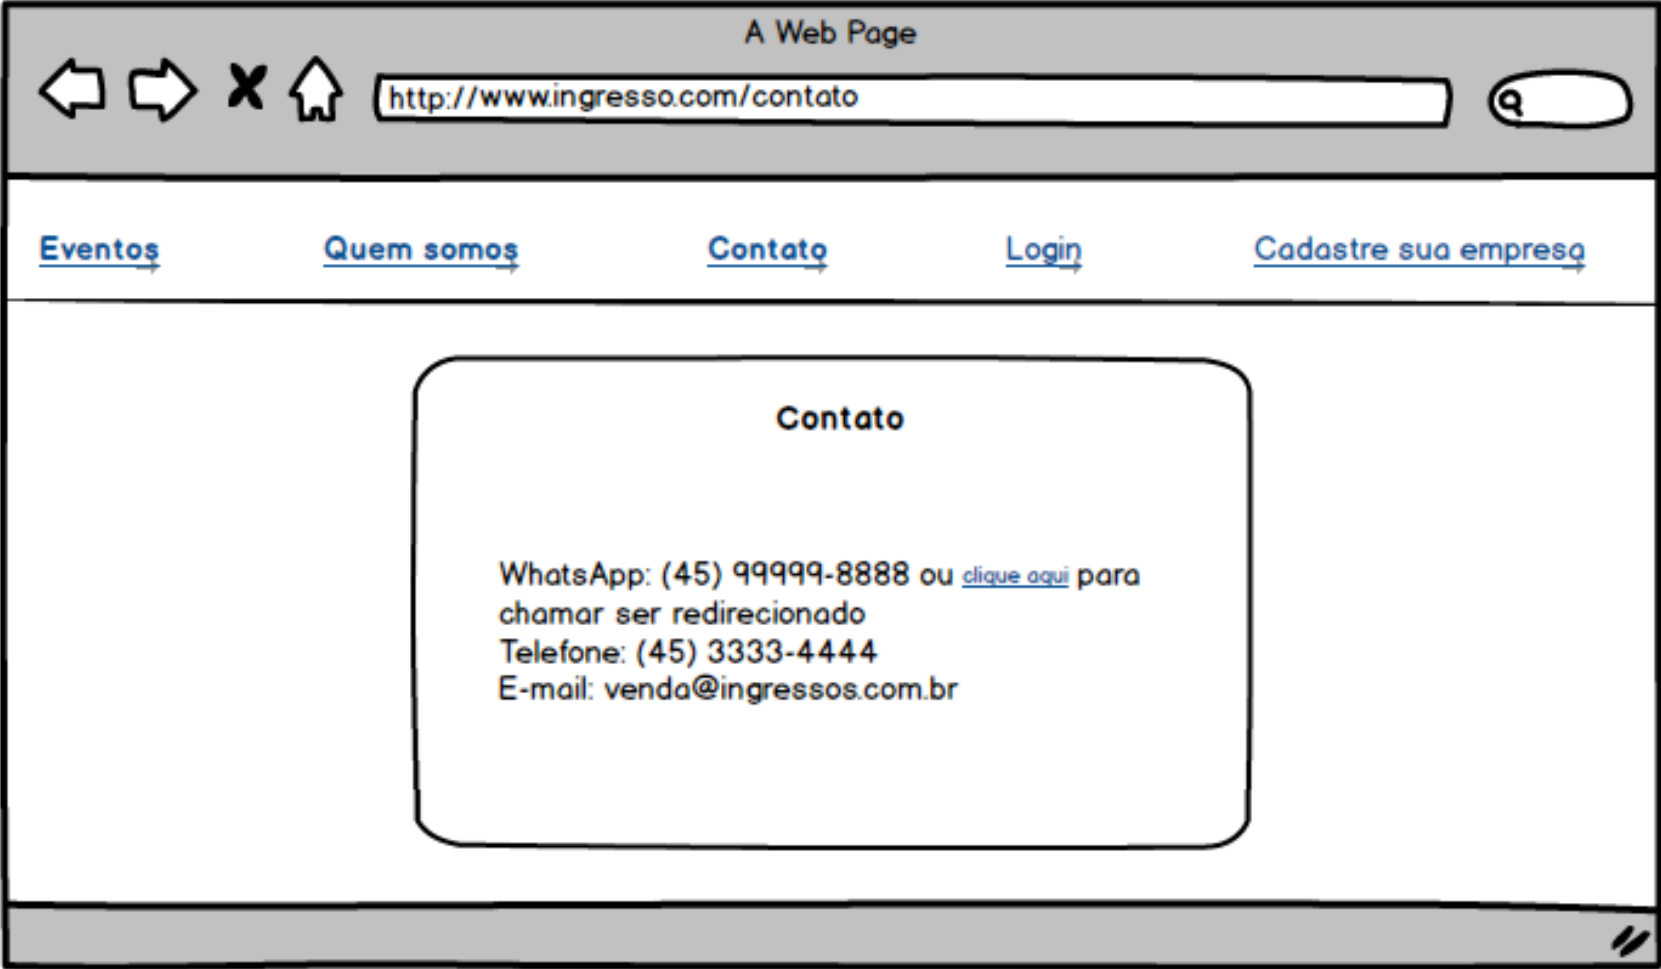 A Web Page
http://www.ingresso.com/contato
Eventos Quem somos Contato Login Cadastre sua empresa
Contato
WhatsApp: (45) 99999-8888 ou clique aqui para
chamar ser redirecionado
Telefone: (45) 3333-4444
E-mail: venda@ingressos.com.br